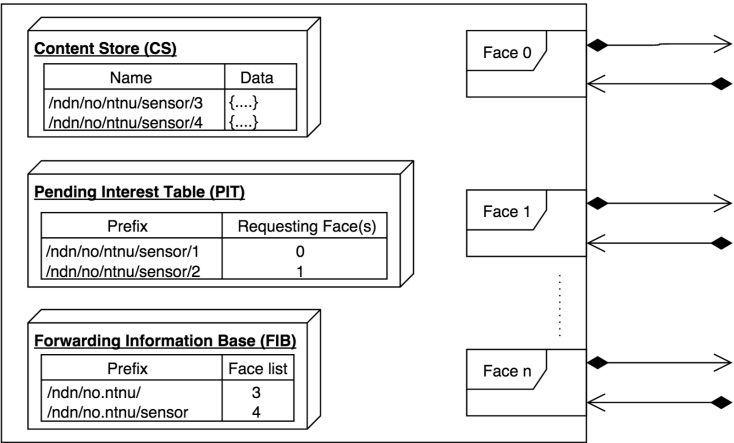 Content Store (CS)
Name Data
/ndn/no/ntnu/sensor/3 {....}
/ndn/no/ntnu/sensor/4 {....}
Pending Interest Table (PIT)
Prefix Requesting Face(s)
/ndn/no/ntnu/sensor/1 0
/ndn/no/ntnu/sensor/2 1
Forwarding Information Base (FIB)
Prefix Face list
/ndn/no.ntnu/ 3
/ndn/no.ntnu/sensor 4
Face 0
Face 1
Face n